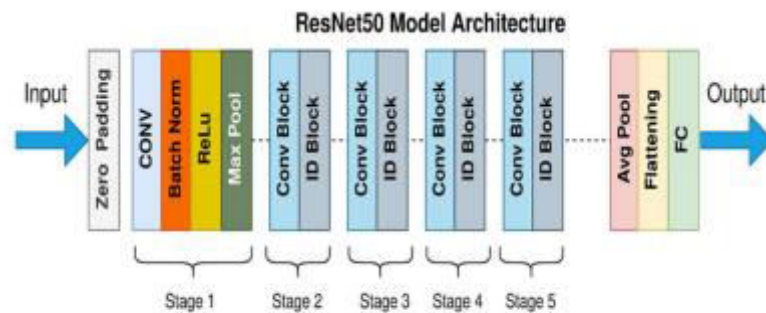 ResNet50 Model Architecture
Input
Zero Padding
CONV
Batch Norm
ReLu
Max Pool
Conv Block
ID Block
Conv Block
ID Block
Conv Block
ID Block
Conv Block
ID Block
Avg Pool
Flattening
FC
Output
Stage 1
Stage 2
Stage 3
Stage 4
Stage 5